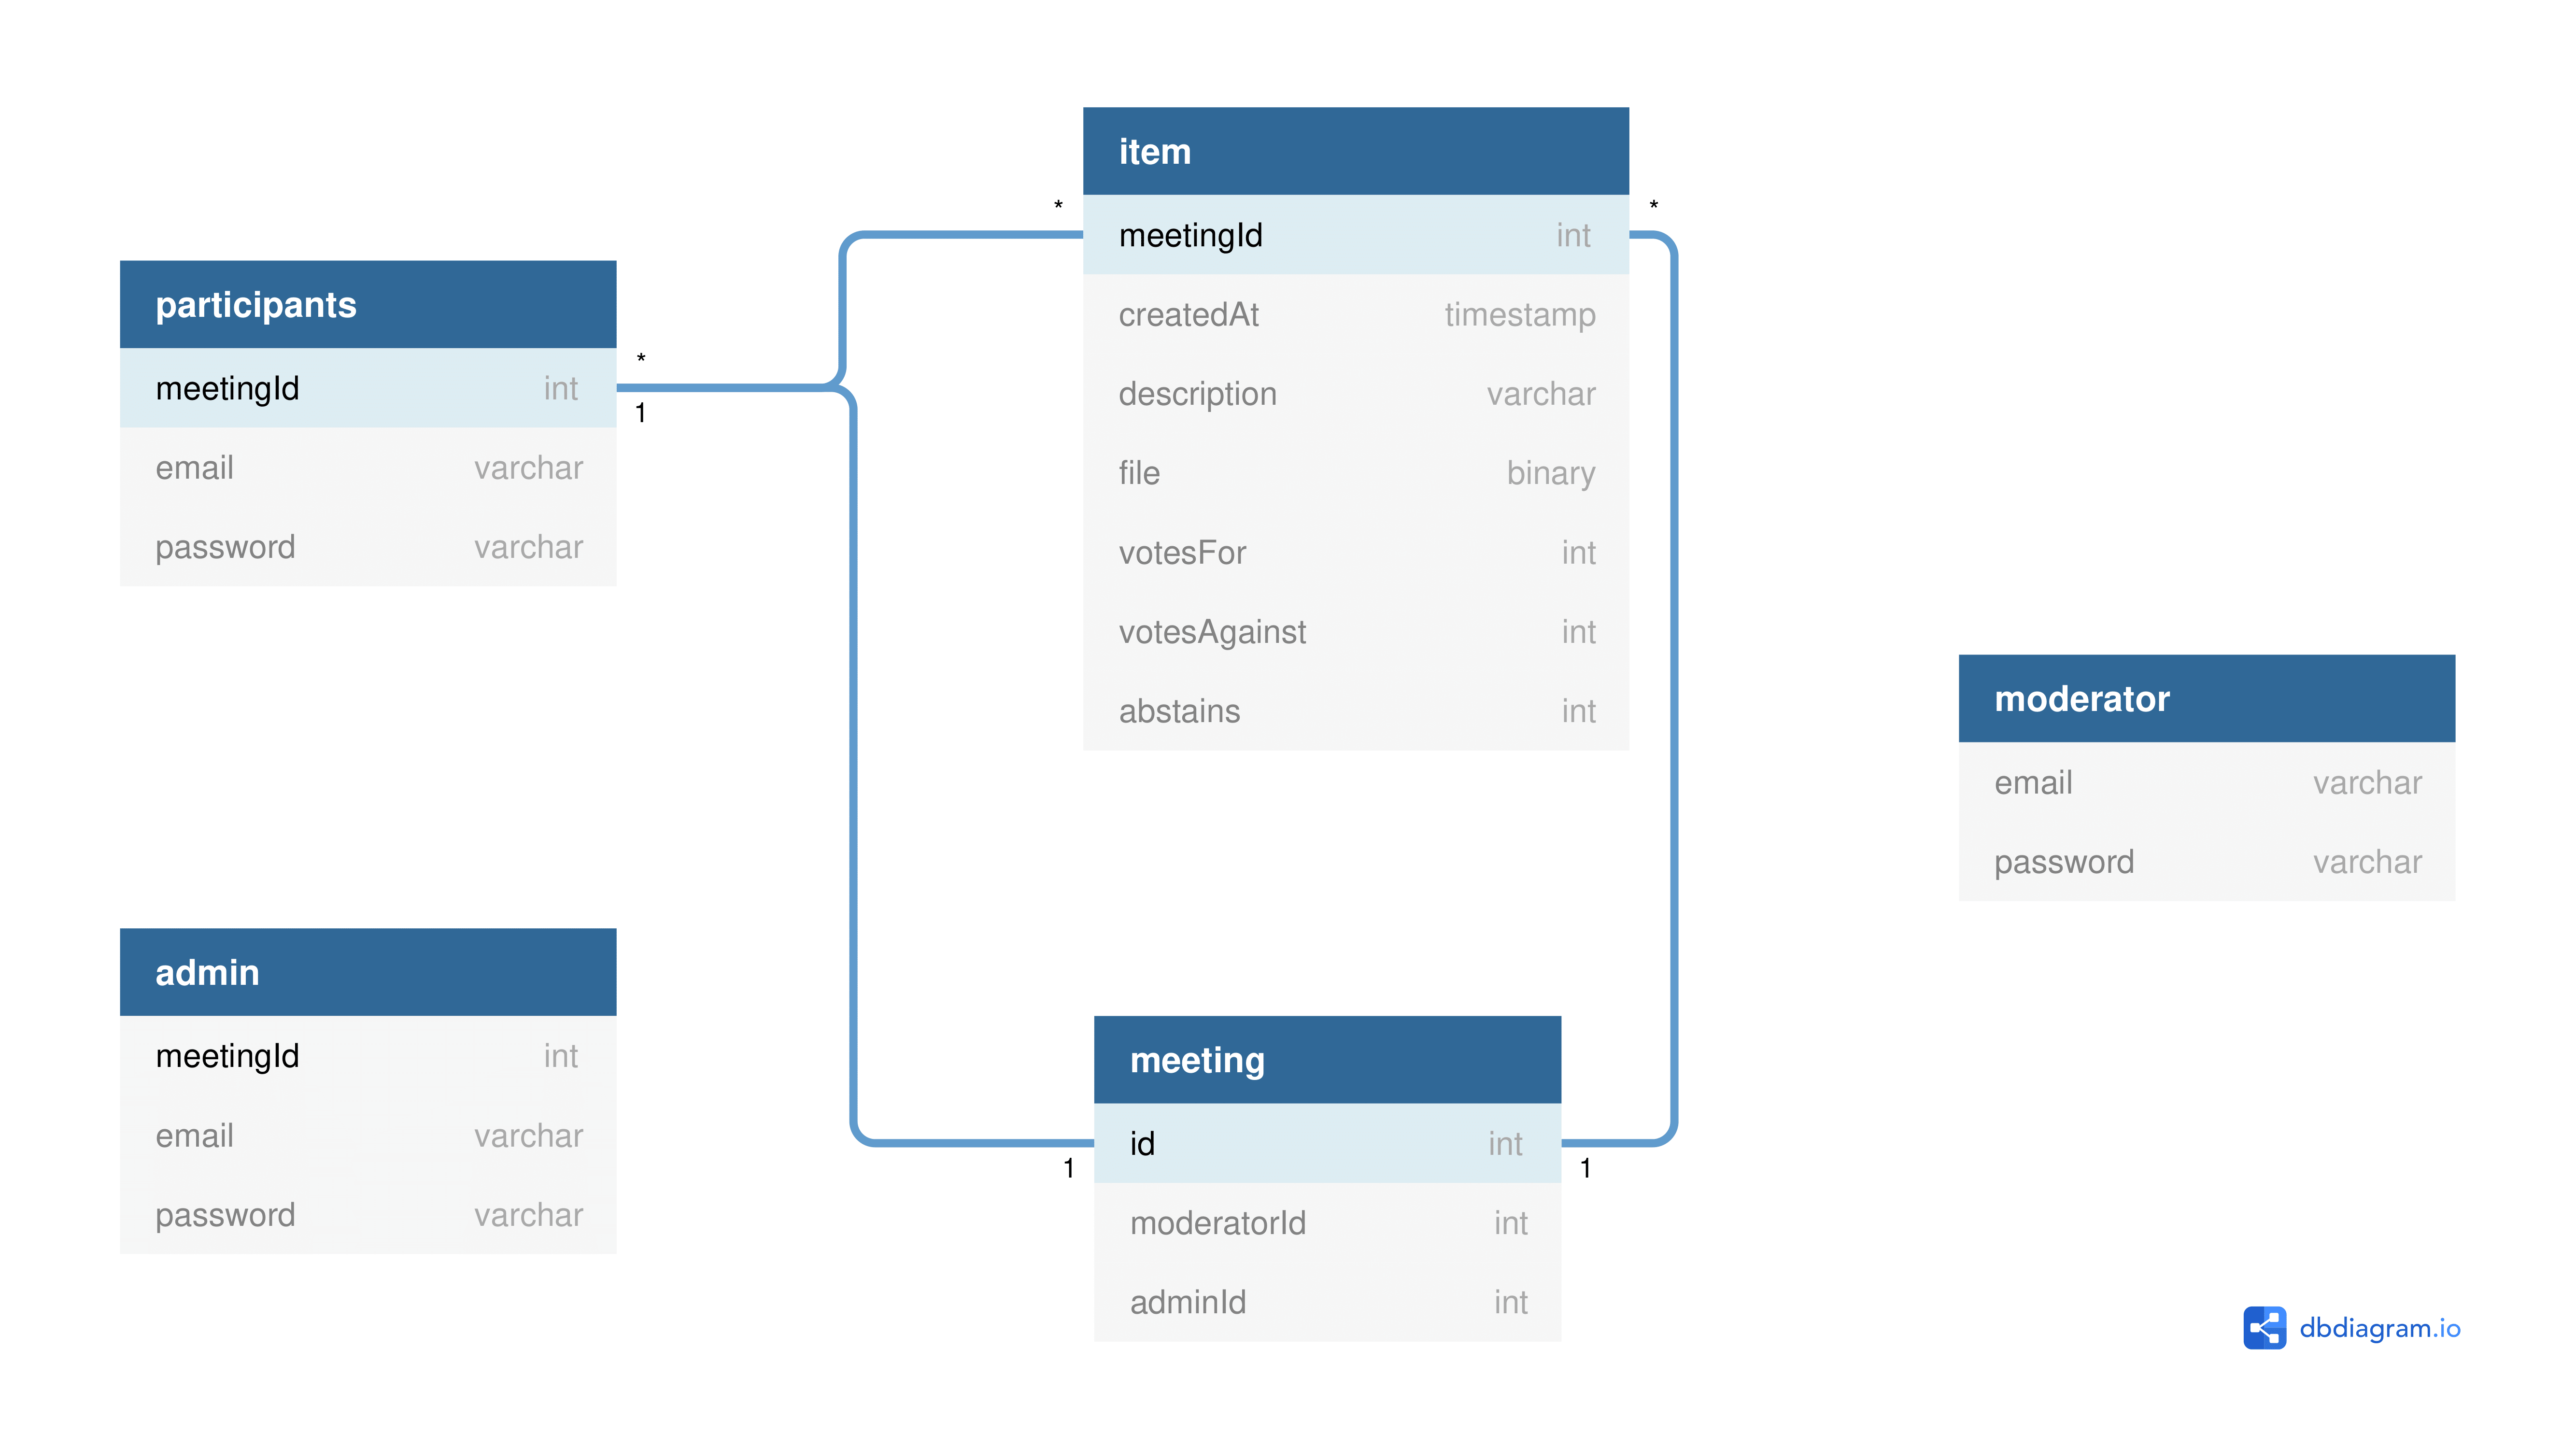 item
*
*
meetingId int
createdAt timestamp
description varchar
file binary
votesFor int
votesAgainst int
abstains int
participants
*
meetingId int
1
email varchar
password varchar
moderator
email varchar
password varchar
admin
meetingId int
email varchar
password varchar
meeting
id int
1
1
moderatorId int
adminId int
dbdiagram.io